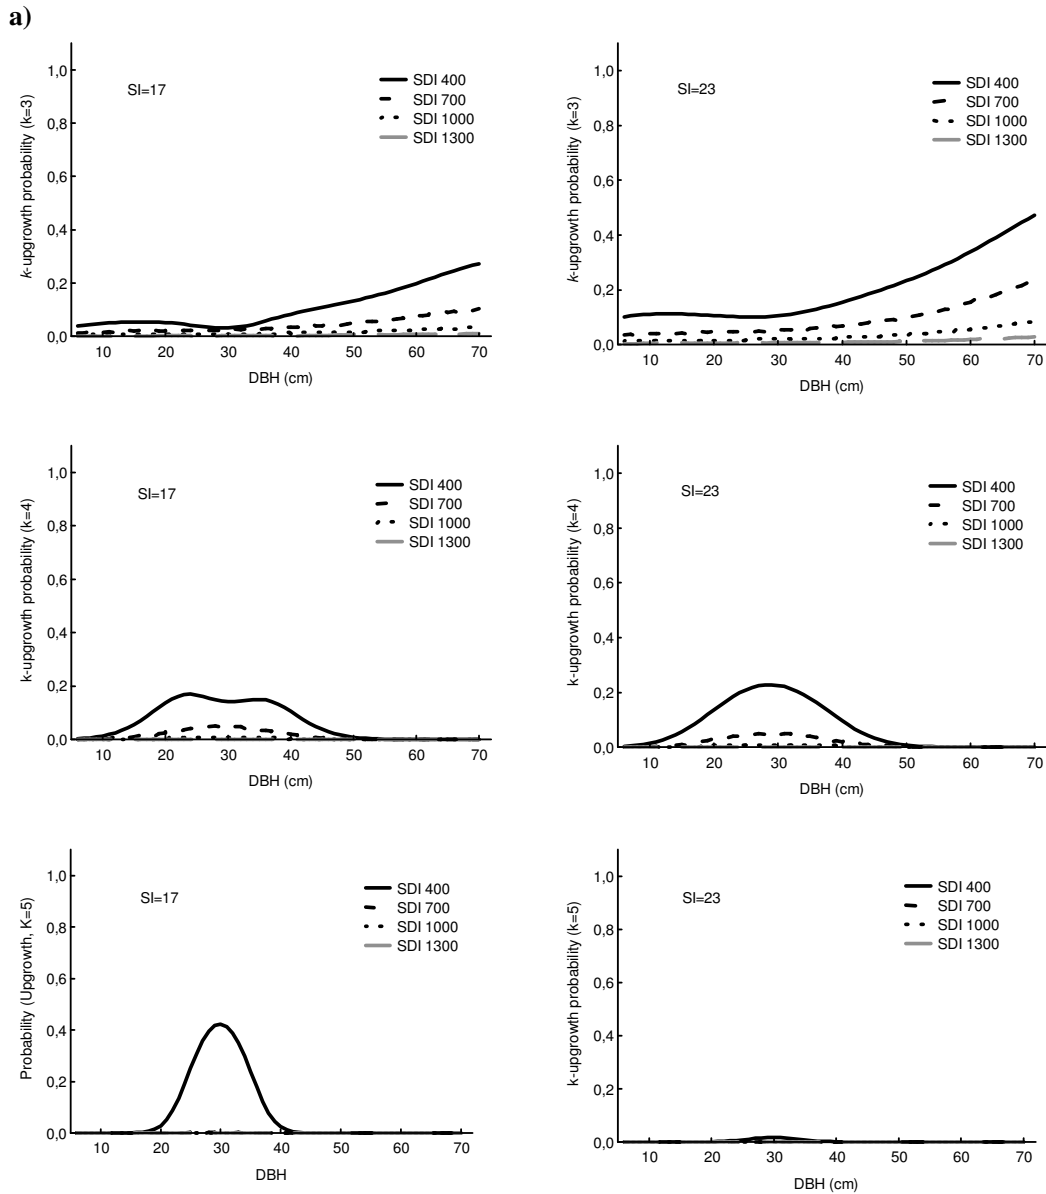 a)
k-upgrowth probability (k=3)
1,0
0,8
0,6
0,4
0,2
0,0
SI=17
SDI 400
SDI 700
SDI 1000
SDI 1300
10 20 30 40 50 60 70
DBH (cm)
k-upgrowth probability (k=3)
1,0
0,8
0,6
0,4
0,2
0,0
SI=23
SDI 400
SDI 700
SDI 1000
SDI 1300
10 20 30 40 50 60 70
DBH (cm)
k-upgrowth probability (k=4)
1,0
0,8
0,6
0,4
0,2
0,0
SI=17
SDI 400
SDI 700
SDI 1000
SDI 1300
10 20 30 40 50 60 70
DBH (cm)
k-upgrowth probability (k=4)
1,0
0,8
0,6
0,4
0,2
0,0
SI=23
SDI 400
SDI 700
SDI 1000
SDI 1300
10 20 30 40 50 60 70
DBH (cm)
Probability (Upgrowth, K=5)
1,0
0,8
0,6
0,4
0,2
0,0
SI=17
SDI 400
SDI 700
SDI 1000
SDI 1300
10 20 30 40 50 60 70
DBH
k-upgrowth probability (k=5)
1,0
0,8
0,6
0,4
0,2
0,0
SI=23
SDI 400
SDI 700
SDI 1000
SDI 1300
10 20 30 40 50 60 70
DBH (cm)